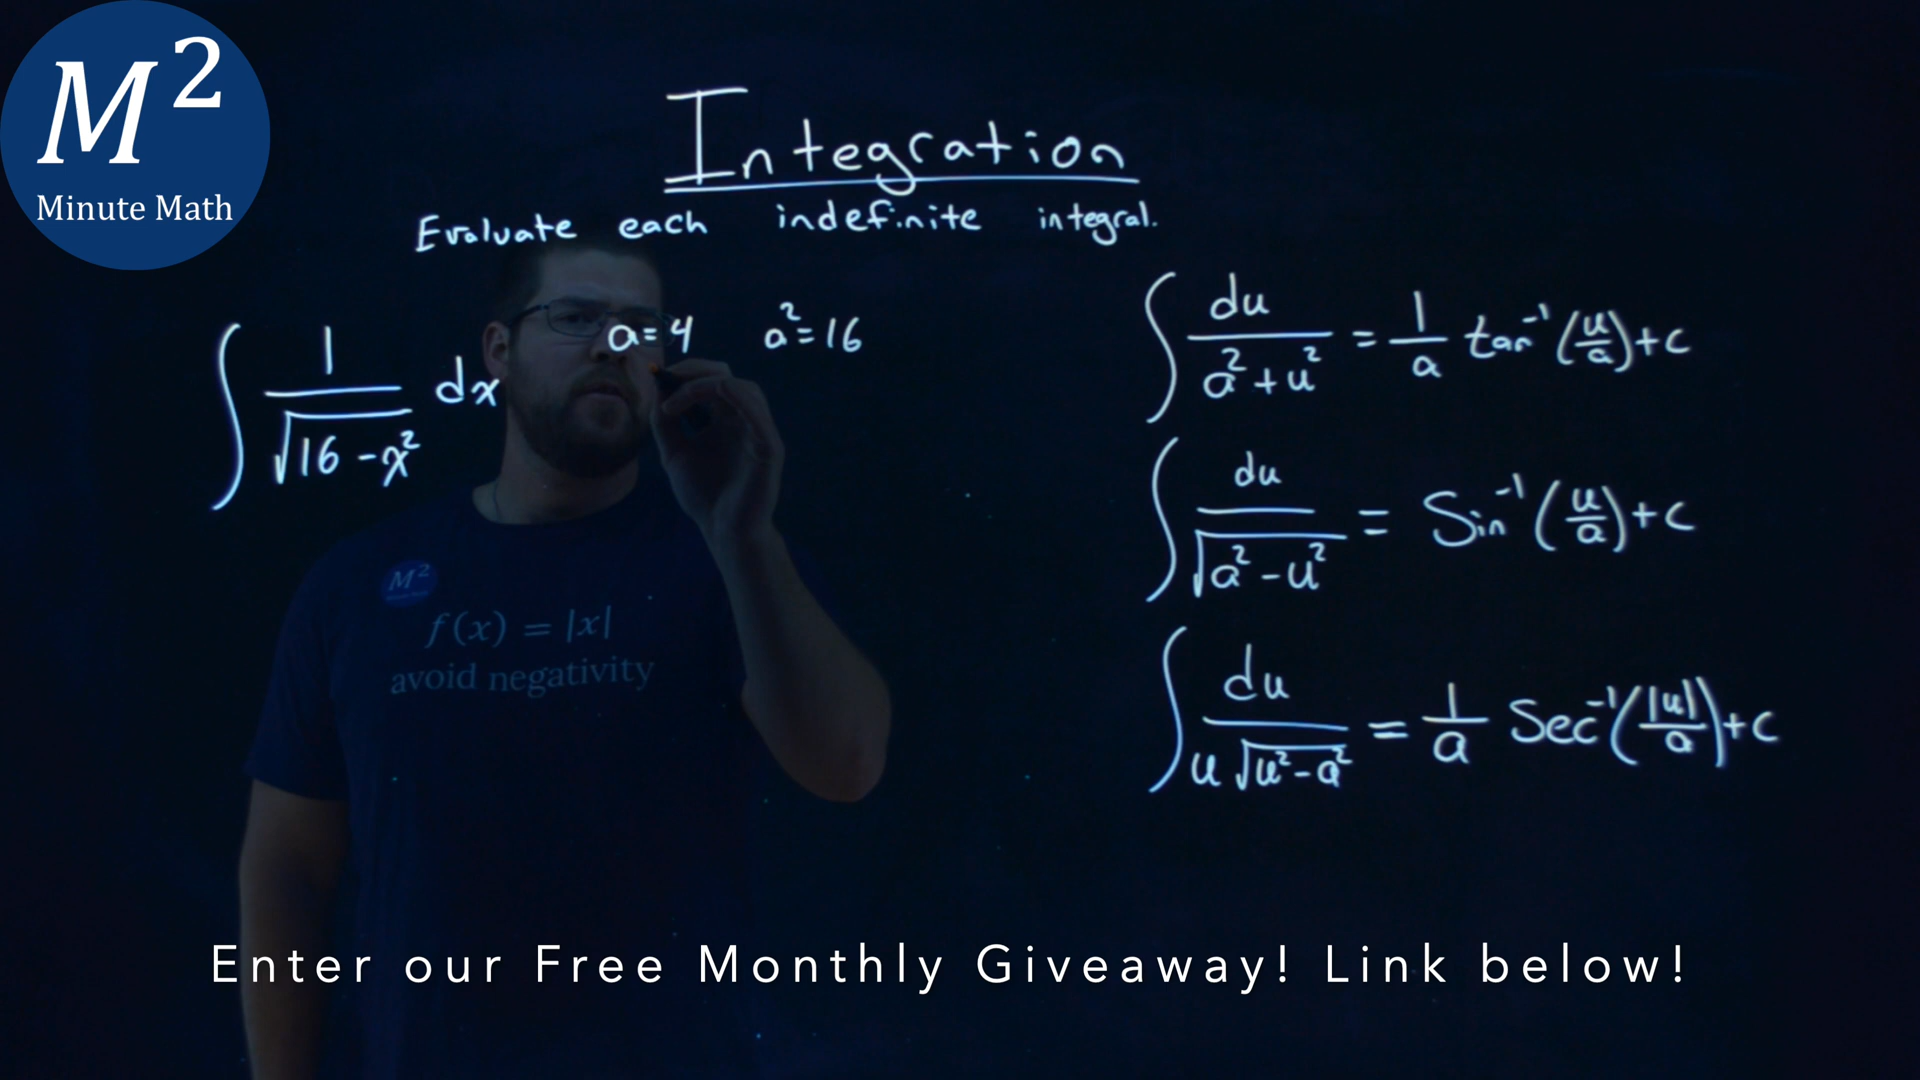 M²
Minute Math
Integration
Evaluate each indefinite integral.
∫ 1/√(16-x²) dx
a=4 a²=16
∫ du/(a²+u²) = 1/a tan⁻¹(u/a)+c
∫ du/√(a²-u²) = Sin⁻¹(u/a)+c
∫ du/(u√(u²-a²)) = 1/a Sec⁻¹(|u|/a)+c
M²
f(x) = |x|
avoid negativity
Enter our Free Monthly Giveaway! Link below!